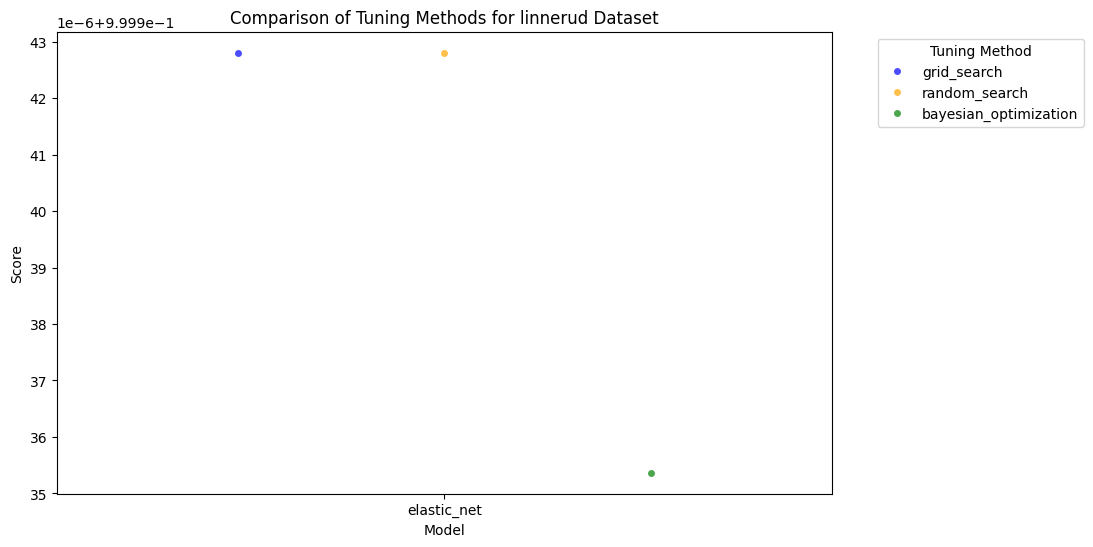 Comparison of Tuning Methods for linnerud Dataset
1e−6+9.999e−1
43
42
41
40
39
38
37
36
35
Score
elastic_net
Model
Tuning Method
grid_search
random_search
bayesian_optimization